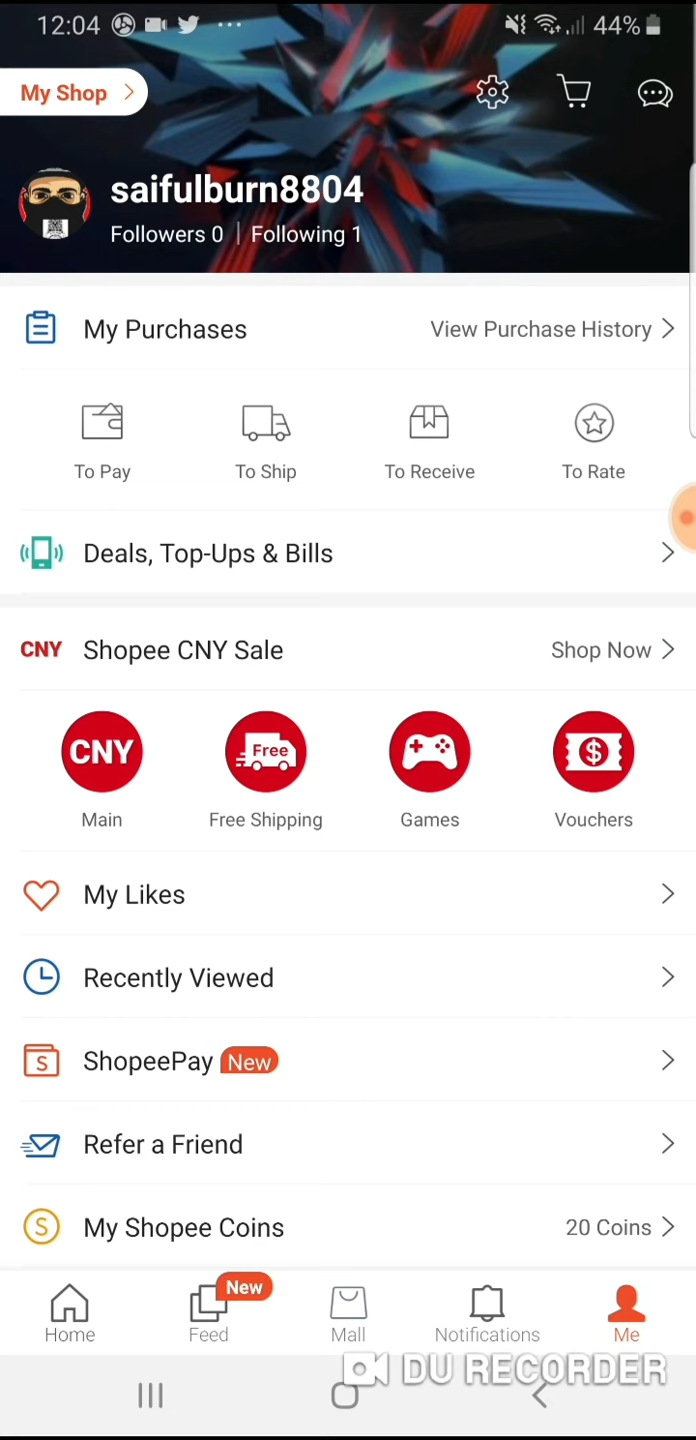 12:04 44%
My Shop
saifulburn8804
Followers 0 | Following 1
My Purchases View Purchase History
To Pay To Ship To Receive To Rate
Deals, Top-Ups & Bills
CNY Shopee CNY Sale Shop Now
CNY Free
Main Free Shipping Games Vouchers
My Likes
Recently Viewed
ShopeePay New
Refer a Friend
My Shopee Coins 20 Coins
New
Home Feed Mall Notifications Me
DU RECORDER